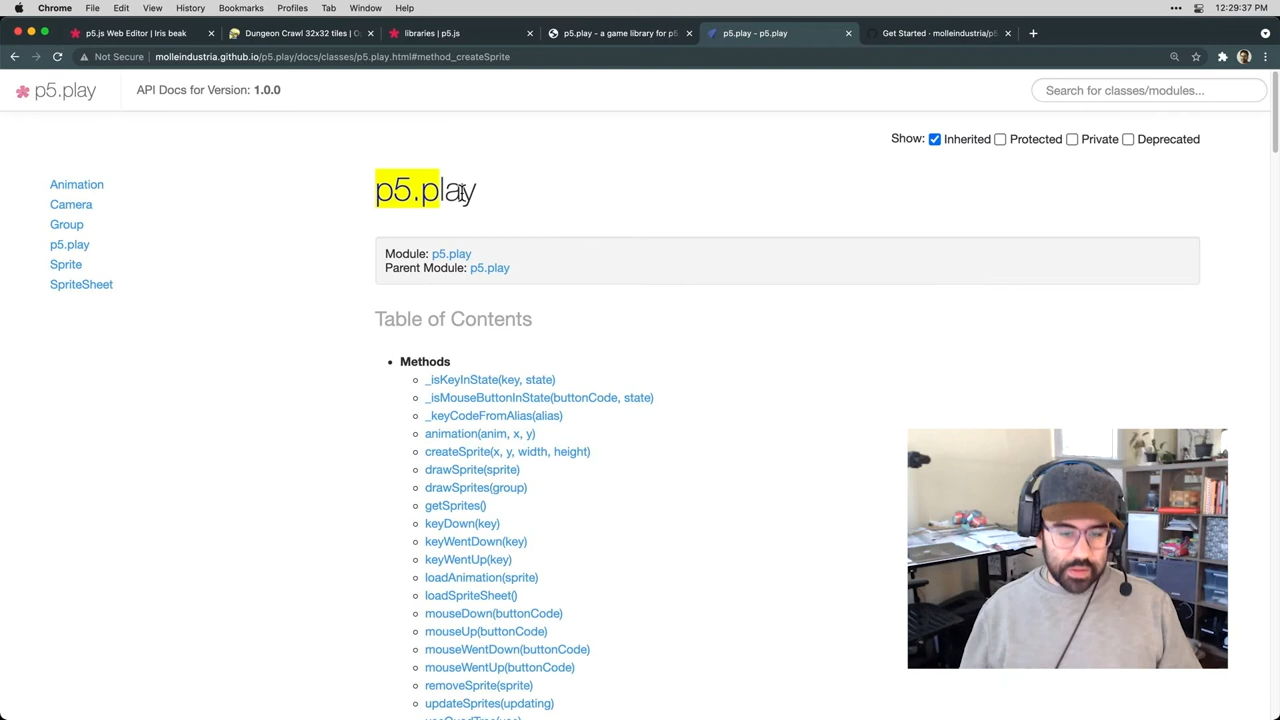 Chrome File Edit View History Bookmarks Profiles Tab Window Help ••• 12:29:37 PM
p5.js Web Editor | Iris beak Dungeon Crawl 32x32 tiles | O libraries | p5.js p5.play - a game library for p5. p5.play - p5.play Get Started · molleindustria/p5
Not Secure | molleindustria.github.io/p5.play/docs/classes/p5.play.html#method_createSprite
p5.play API Docs for Version: 1.0.0 Search for classes/modules...
Show: Inherited Protected Private Deprecated
Animation
Camera
Group
p5.play
Sprite
SpriteSheet
p5.play
Module: p5.play
Parent Module: p5.play
Table of Contents
• Methods
_isKeyInState(key, state)
_isMouseButtonInState(buttonCode, state)
_keyCodeFromAlias(alias)
animation(anim, x, y)
createSprite(x, y, width, height)
drawSprite(sprite)
drawSprites(group)
getSprites()
keyDown(key)
keyWentDown(key)
keyWentUp(key)
loadAnimation(sprite)
loadSpriteSheet()
mouseDown(buttonCode)
mouseUp(buttonCode)
mouseWentDown(buttonCode)
mouseWentUp(buttonCode)
removeSprite(sprite)
updateSprites(updating)